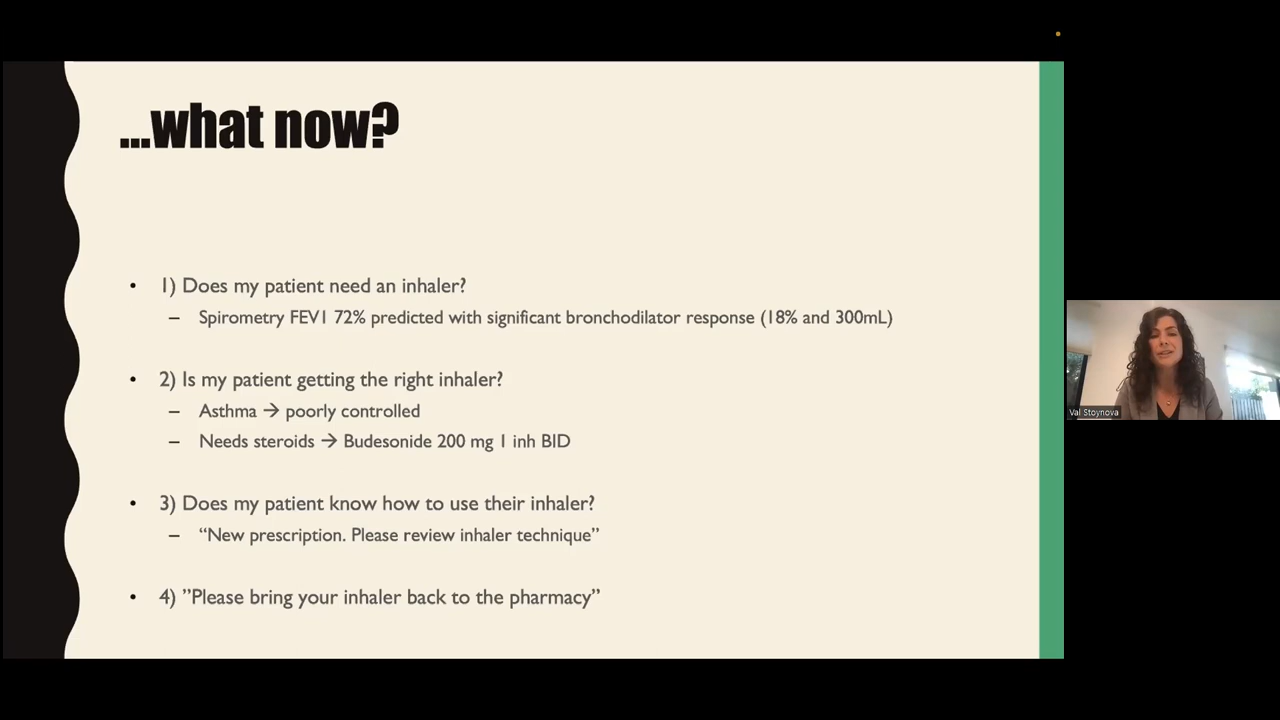 ...what now?
• 1) Does my patient need an inhaler?
– Spirometry FEV1 72% predicted with significant bronchodilator response (18% and 300mL)
• 2) Is my patient getting the right inhaler?
– Asthma → poorly controlled
– Needs steroids → Budesonide 200 mg 1 inh BID
• 3) Does my patient know how to use their inhaler?
– “New prescription. Please review inhaler technique”
• 4) ”Please bring your inhaler back to the pharmacy”
Val Stoynova